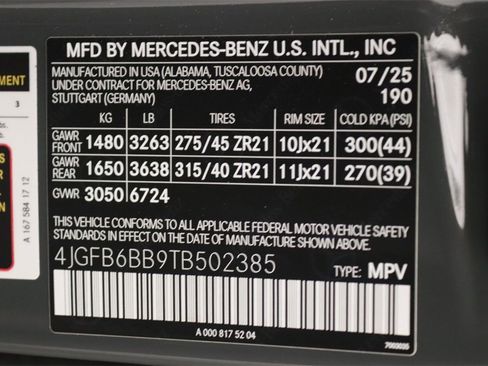 MFD BY MERCEDES-BENZ U.S. INTL., INC
MANUFACTURED IN USA (ALABAMA, TUSCALOOSA COUNTY) 07/25
UNDER CONTRACT FOR MERCEDES-BENZ AG,
STUTTGART (GERMANY) 190
KG LB TIRES RIM SIZE COLD KPA (PSI)
GAWR FRONT 1480 3263 275/45 ZR21 10Jx21 300(44)
GAWR REAR 1650 3638 315/40 ZR21 11Jx21 270(39)
GVWR 3050 6724
THIS VEHICLE CONFORMS TO ALL APPLICABLE FEDERAL MOTOR VEHICLE SAFETY
STANDARDS IN EFFECT ON THE DATE OF MANUFACTURE SHOWN ABOVE.
4JGFB6BB9TB502385
TYPE: MPV
A 000 817 52 04
7003035
EMENT
3
bs.
A 167 584 17 12